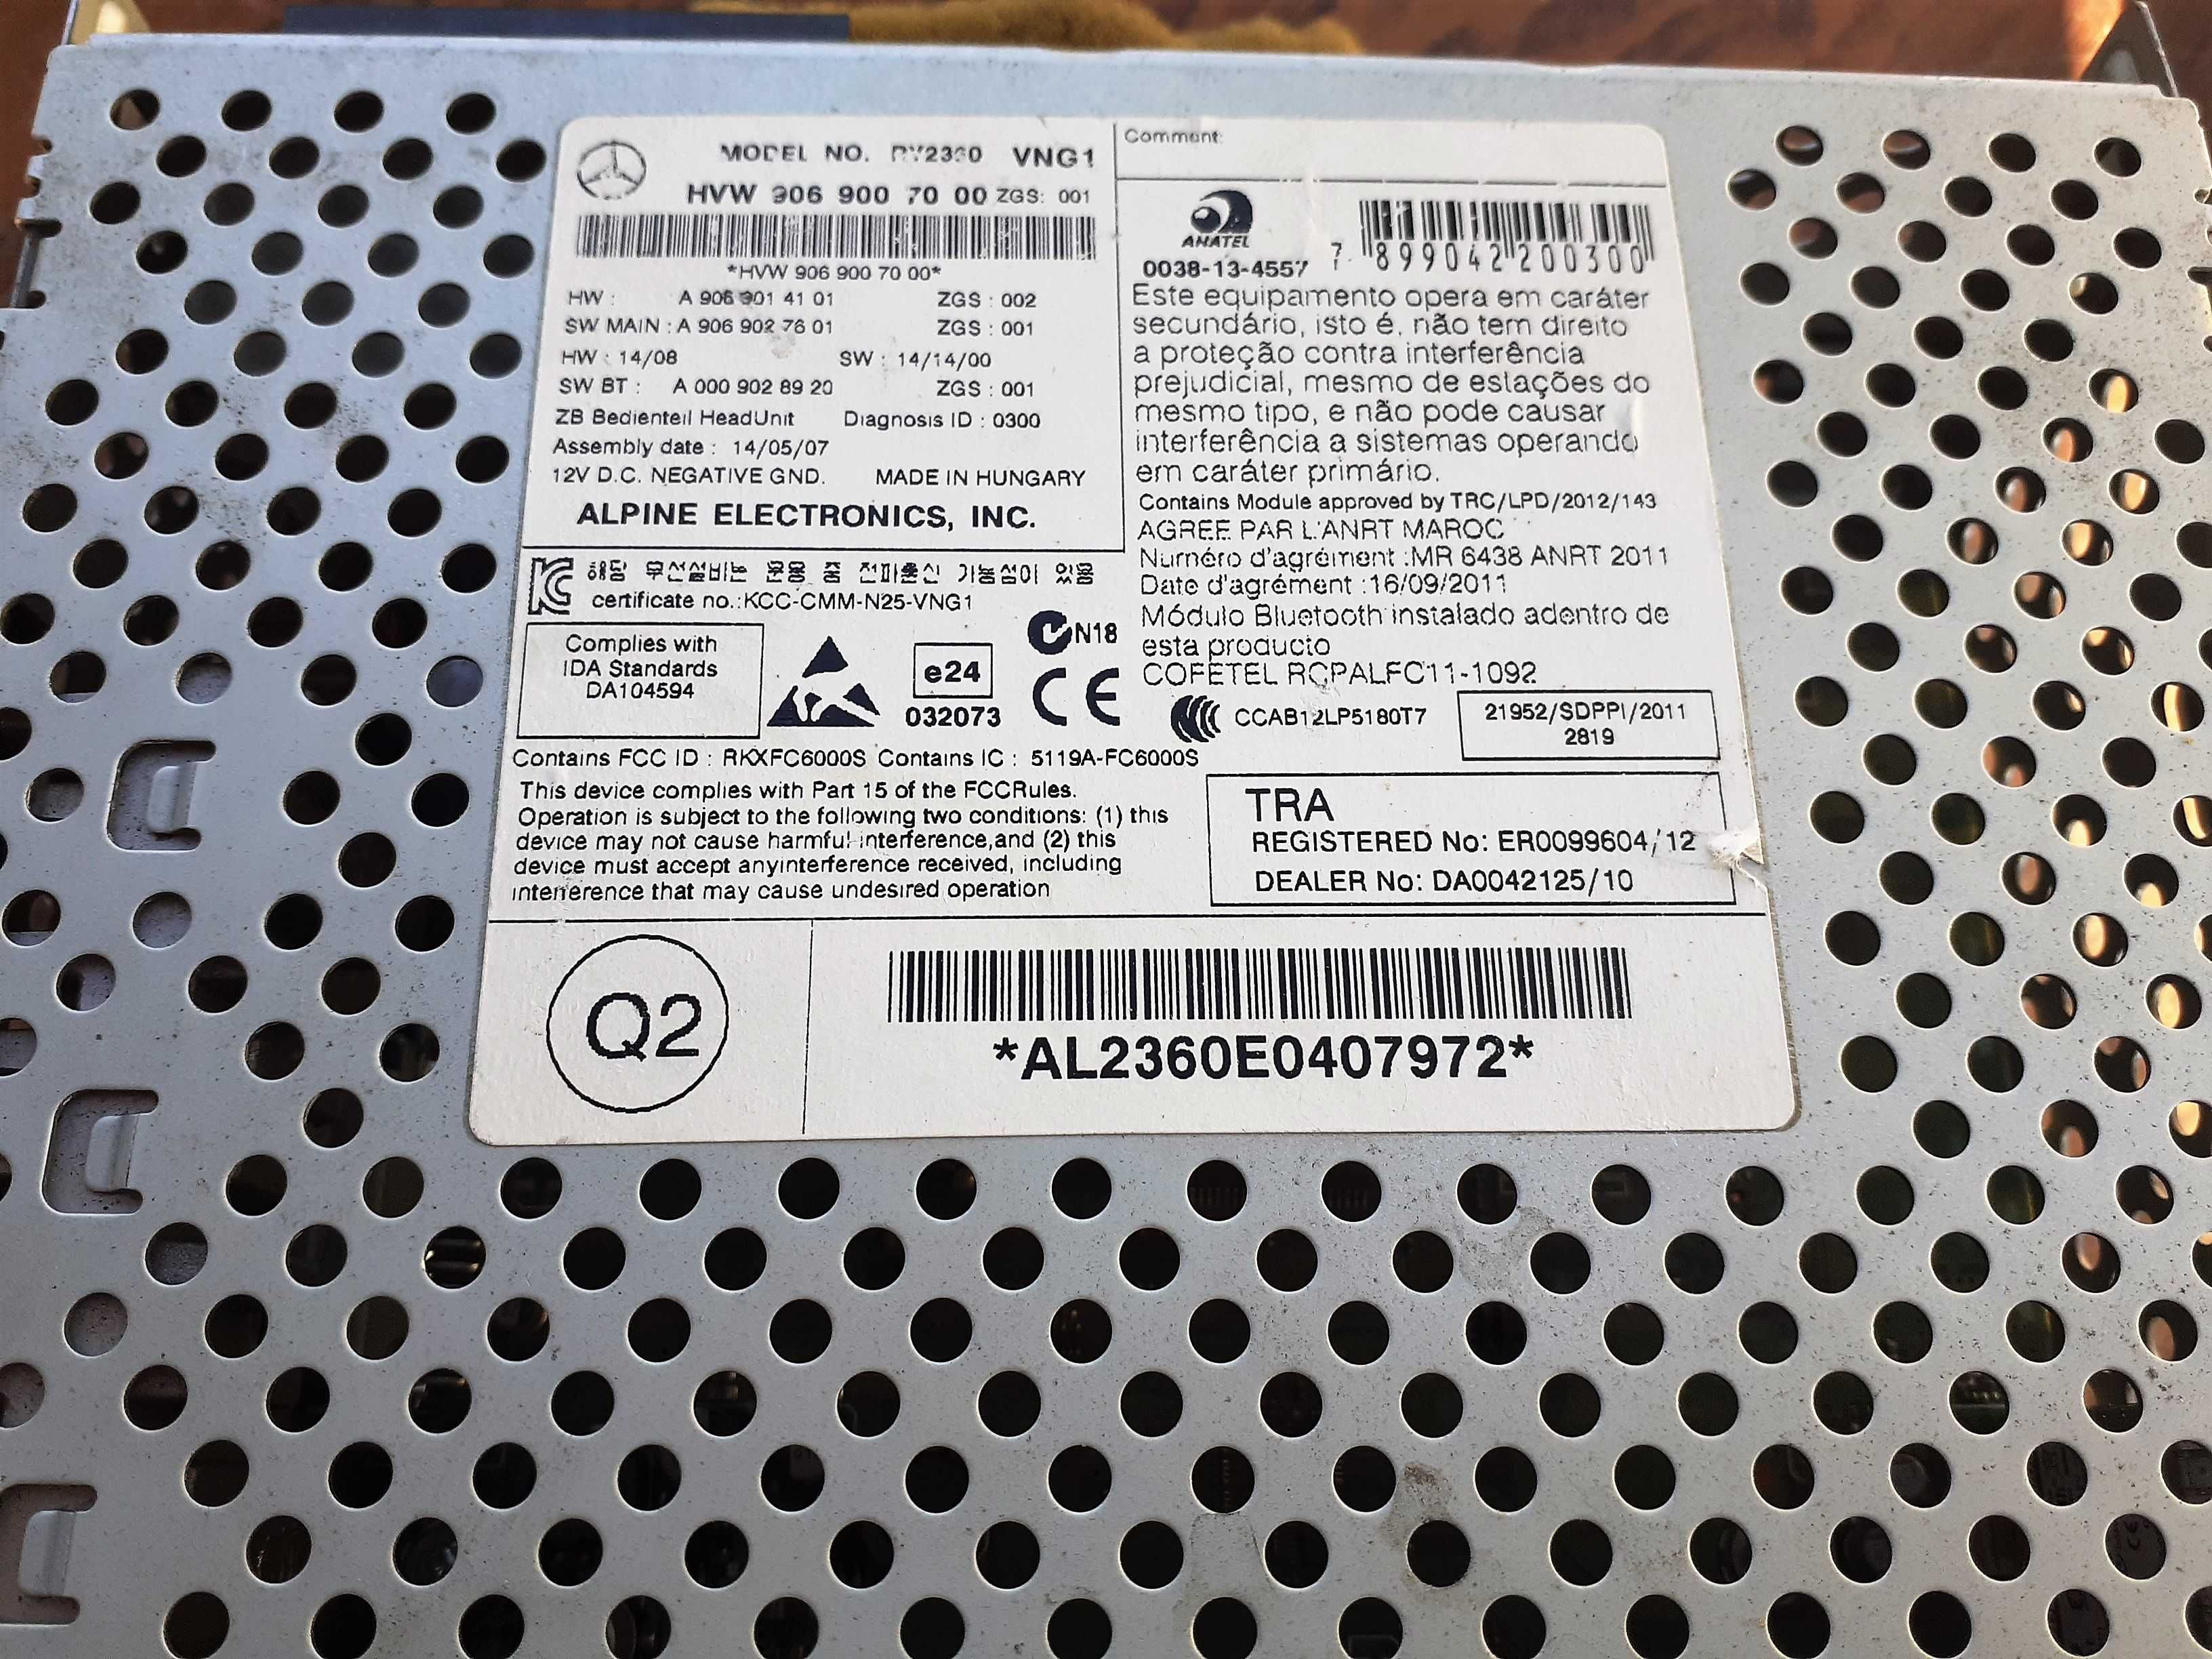 MODEL NO. VNG1
HVW 906 900 70 00 ZGS: 001
*HVW 906 900 70 00*
HW : A 906 901 41 01 ZGS : 002
SW MAIN : A 906 902 76 01 ZGS : 001
HW : 14/08 SW : 14/14/00
SW BT : A 000 902 89 20 ZGS : 001
ZB Bedienteil HeadUnit Diagnosis ID : 0300
Assembly date : 14/05/07
12V D.C. NEGATIVE GND. MADE IN HUNGARY
ALPINE ELECTRONICS, INC.
해당 무선설비는 운용 중 전파혼신 가능성이 있음
certificate no.:KCC-CMM-N25-VNG1
Complies with
IDA Standards
DA104594
e24
032073
N18
CE
Contains FCC ID : RKXFC6000S Contains IC : 5119A-FC6000S
This device complies with Part 15 of the FCCRules.
Operation is subject to the following two conditions: (1) this
device may not cause harmful interference,and (2) this
device must accept anyinterference received, including
interference that may cause undesired operation
Comment:
ANATEL
0038-13-4557
7 899042 200300
Este equipamento opera em caráter
secundário, isto é, não tem direito
a proteção contra interferência
prejudicial, mesmo de estações do
mesmo tipo, e não pode causar
interferência a sistemas operando
em caráter primário.
Contains Module approved by TRC/LPD/2012/143
AGREE PAR L'ANRT MAROC
Numéro d'agrément :MR 6438 ANRT 2011
Date d'agrément :16/09/2011
Módulo Bluetooth instalado adentro de
esta producto
COFETEL RCPALFC11-1092
CCAB12LP5180T7
21952/SDPPI/2011
2819
TRA
REGISTERED No: ER0099604/12
DEALER No: DA0042125/10
Q2
*AL2360E0407972*